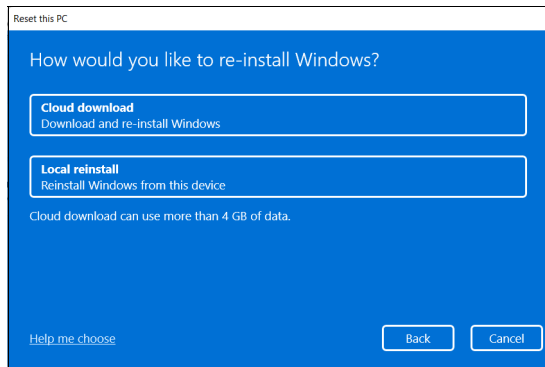 Reset this PC
How would you like to re-install Windows?
Cloud download
Download and re-install Windows
Local reinstall
Reinstall Windows from this device
Cloud download can use more than 4 GB of data.
Help me choose
Back
Cancel